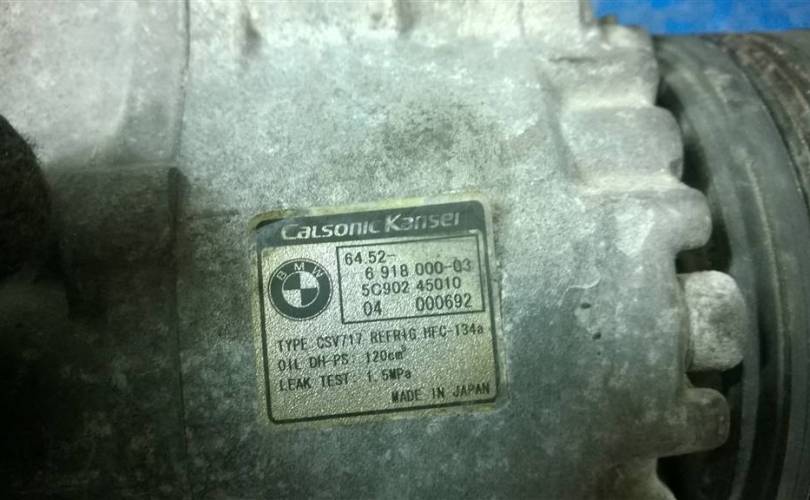 Calsonic Kansei
BMW
64.52-
6 918 000-03
5C902 45010
04 000692
TYPE CSV717 REFRIG HFC-134a
OIL DH-PS: 120cm³
LEAK TEST: 1.5MPa
MADE IN JAPAN